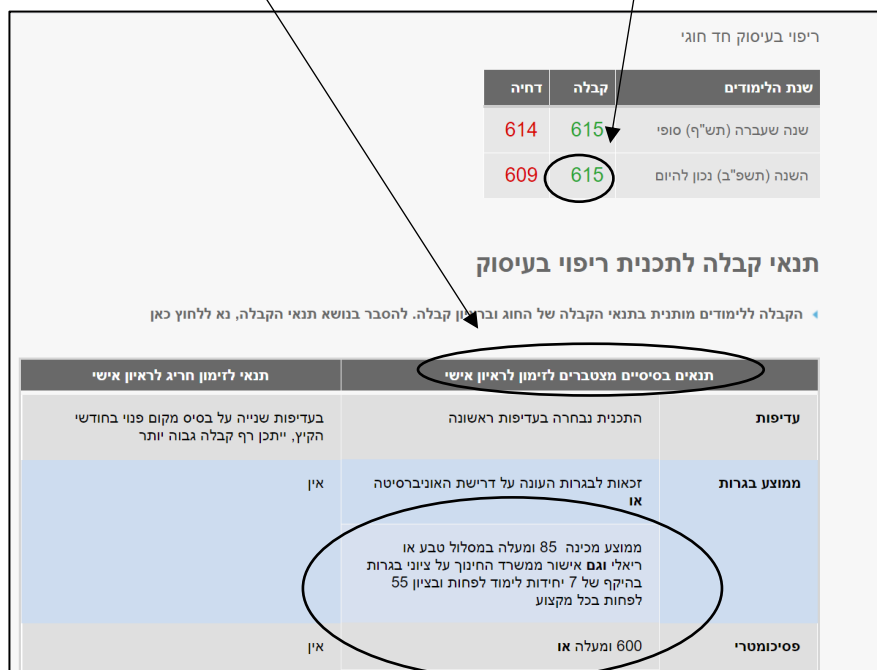 ריפוי בעיסוק חד חוגי
שנת הלימודים קבלה דחיה
שנה שעברה (תש"ף) סופי 615 614
השנה (תשפ"ב) נכון להיום 615 609
תנאי קבלה לתכנית ריפוי בעיסוק
הקבלה ללימודים מותנית בתנאי הקבלה של החוג ובראיון קבלה. להסבר בנושא תנאי הקבלה, נא ללחוץ כאן
תנאים בסיסיים מצטברים לזימון לראיון אישי תנאי לזימון חריג לראיון אישי
עדיפות התכנית נבחרה בעדיפות ראשונה בעדיפות שנייה על בסיס מקום פנוי בחודשי
הקיץ, ייתכן רף קבלה גבוה יותר
ממוצע בגרות זכאות לבגרות העונה על דרישת האוניברסיטה אין
או
ממוצע מכינה 85 ומעלה במסלול טבע או
ריאלי וגם אישור ממשרד החינוך על ציוני בגרות
בהיקף של 7 יחידות לימוד לפחות ובציון 55
לפחות בכל מקצוע
פסיכומטרי 600 ומעלה או אין